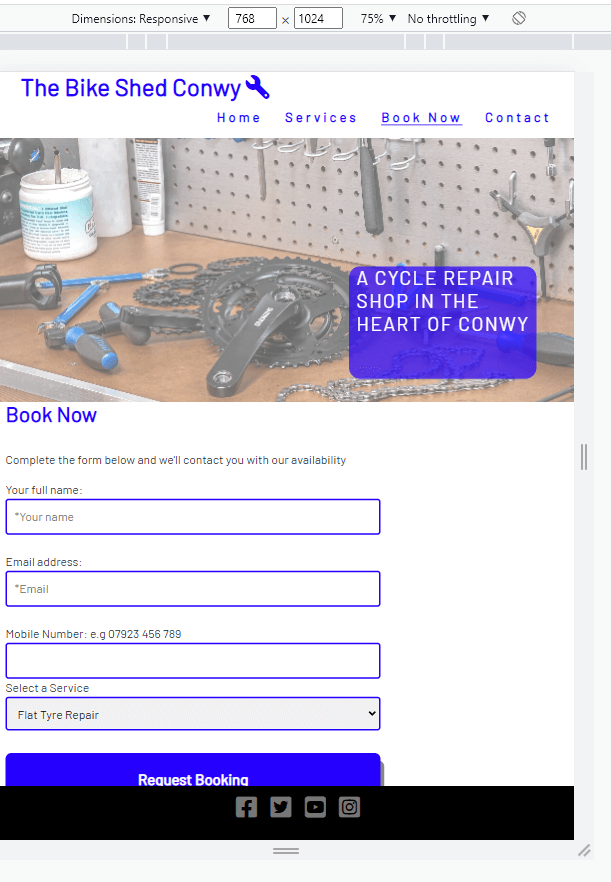 Dimensions: Responsive ▼ 768 × 1024 75% ▼ No throttling ▼
The Bike Shed Conwy
Home Services Book Now Contact
A CYCLE REPAIR
SHOP IN THE
HEART OF CONWY
Book Now
Complete the form below and we'll contact you with our availability
Your full name:
*Your name
Email address:
*Email
Mobile Number: e.g 07923 456 789
Select a Service
Flat Tyre Repair
Request Booking